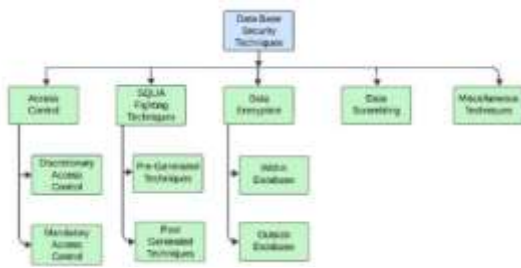 Data Base
Security
Techniques
Access
Control
SQLIA
Fighting
Techniques
Data
Encryption
Data
Scrambling
Miscellaneous
Techniques
Discretionary
Access
Control
Pre-Generated
Techniques
Within
Database
Mandatory
Access
Control
Post
Generated
Techniques
Outside
Database